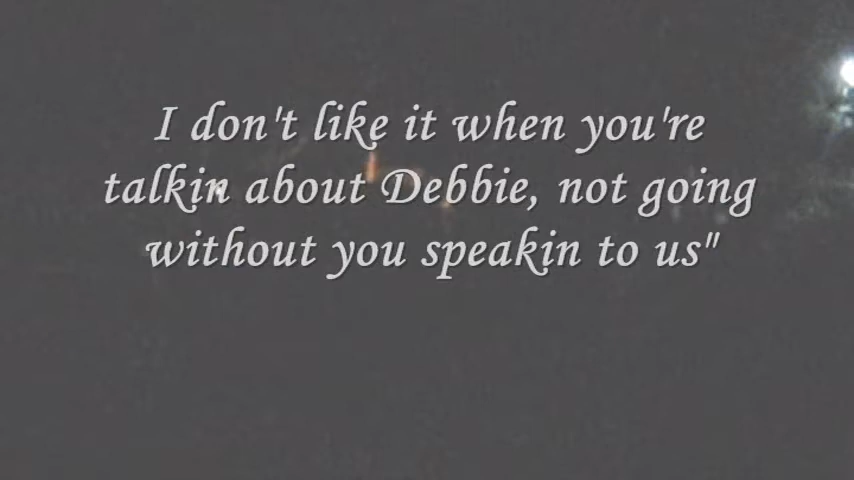 I don't like it when you're
talkin about Debbie, not going
without you speakin to us"